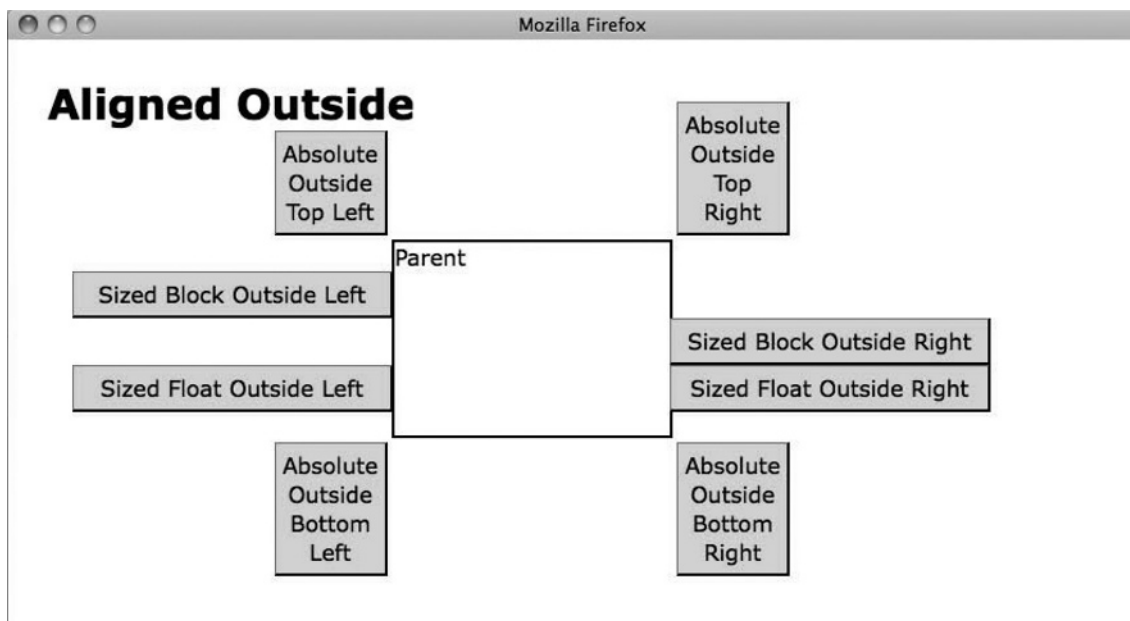 Mozilla Firefox
Aligned Outside
Absolute
Outside
Top Left
Absolute
Outside
Top
Right
Parent
Sized Block Outside Left
Sized Block Outside Right
Sized Float Outside Left
Sized Float Outside Right
Absolute
Outside
Bottom
Left
Absolute
Outside
Bottom
Right